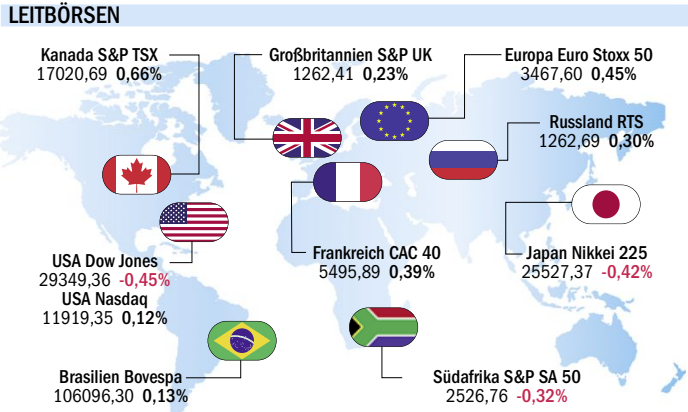 LEITBÖRSEN
Kanada S&P TSX
17020,69 0,66%
Großbritannien S&P UK
1262,41 0,23%
Europa Euro Stoxx 50
3467,60 0,45%
Russland RTS
1262,69 0,30%
USA Dow Jones
29349,36 -0,45%
USA Nasdaq
11919,35 0,12%
Frankreich CAC 40
5495,89 0,39%
Japan Nikkei 225
25527,37 -0,42%
Brasilien Bovespa
106096,30 0,13%
Südafrika S&P SA 50
2526,76 -0,32%